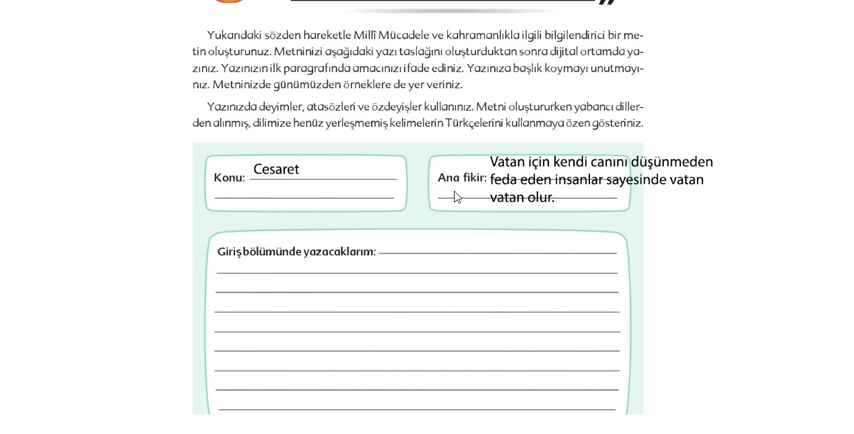 Yukarıdaki sözden hareketle Millî Mücadele ve kahramanlıkla ilgili bilgilendirici bir me-
tin oluşturunuz. Metninizi aşağıdaki yazı taslağını oluşturduktan sonra dijital ortamda ya-
zınız. Yazınızın ilk paragrafında amacınızı ifade ediniz. Yazınıza başlık koymayı unutmayı-
nız. Metninizde günümüzden örneklere de yer veriniz.
Yazınızda deyimler, atasözleri ve özdeyişler kullanınız. Metni oluştururken yabancı diller-
den alınmış, dilimize henüz yerleşmemiş kelimelerin Türkçelerini kullanmaya özen gösteriniz.
Konu: Cesaret
Ana fikir: Vatan için kendi canını düşünmeden
feda eden insanlar sayesinde vatan
vatan olur.
Giriş bölümünde yazacaklarım: